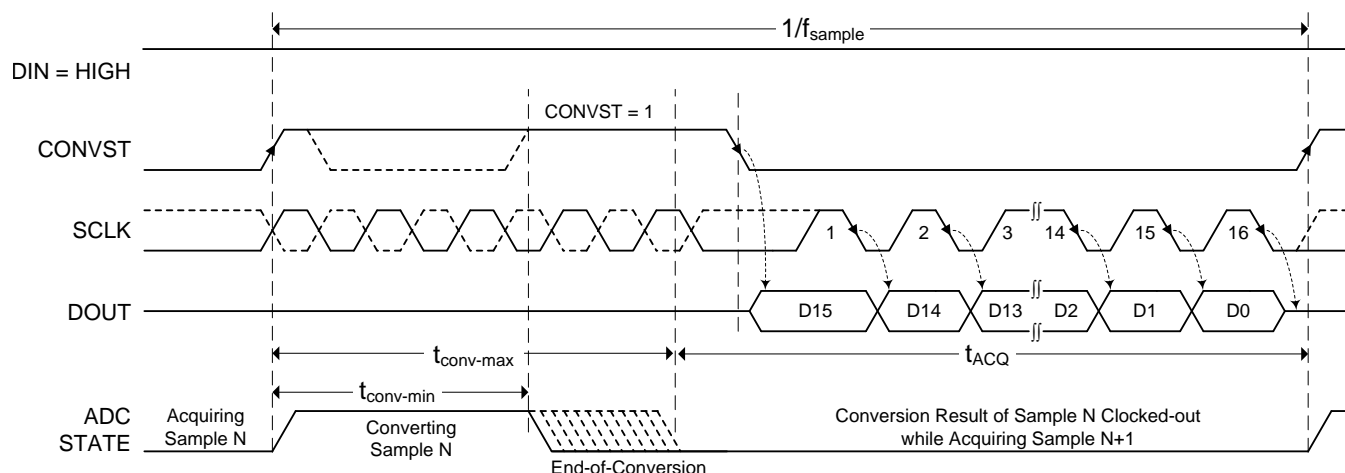 1/fsample
DIN = HIGH
CONVST = 1
CONVST
SCLK
1 2 3 ∫∫ 14 15 16
DOUT
D15 D14 D13 ∫∫ D2 D1 D0
∫∫
tconv-max
tACQ
tconv-min
ADC
STATE
Acquiring
Sample N
Converting
Sample N
End-of-Conversion
Conversion Result of Sample N Clocked-out
while Acquiring Sample N+1